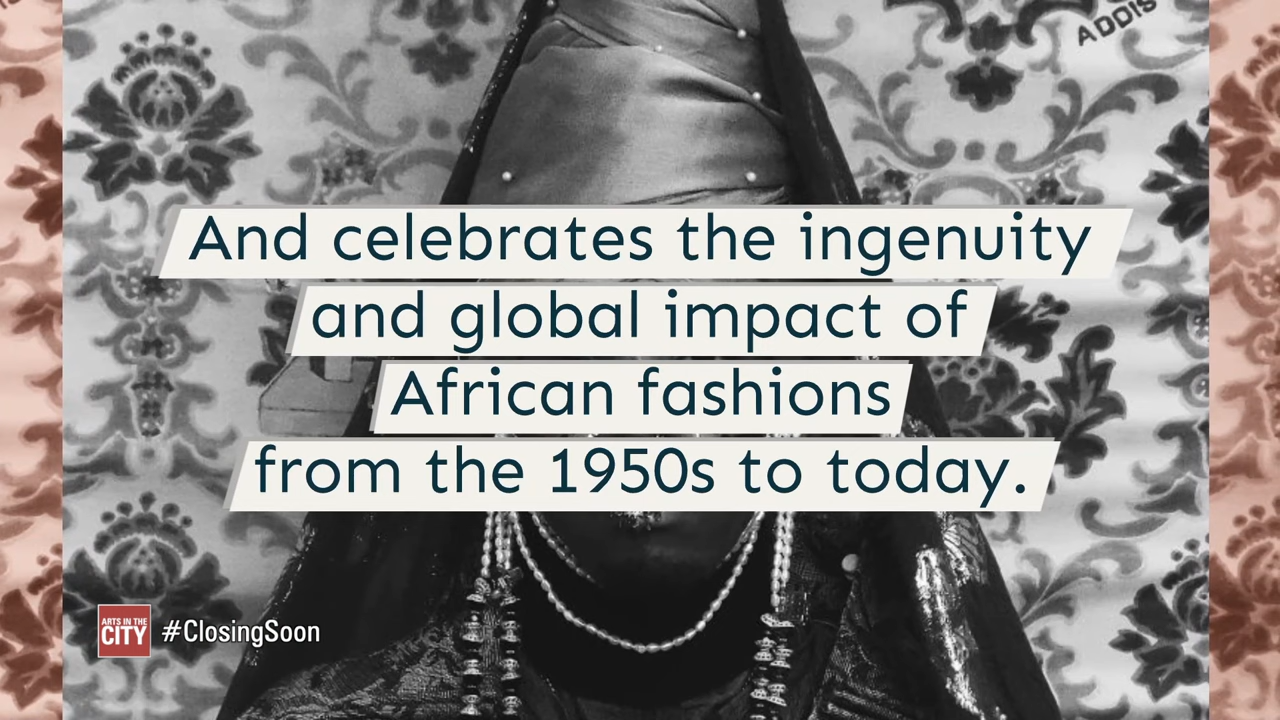 ADDIS
And celebrates the ingenuity
and global impact of
African fashions
from the 1950s to today.
ARTS IN THE
CITY
#ClosingSoon